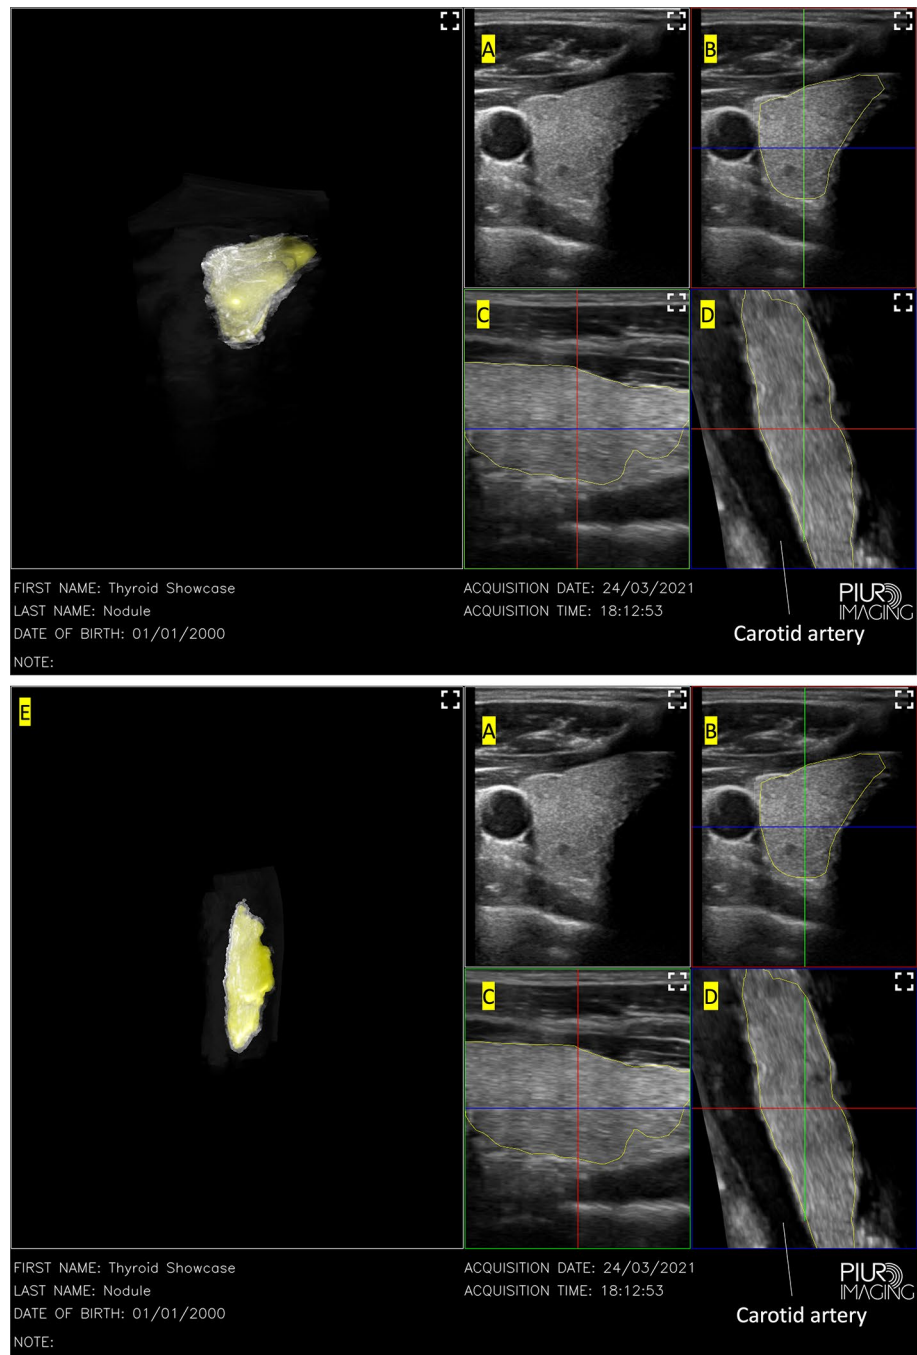 A
B
C
D
FIRST NAME: Thyroid Showcase
LAST NAME: Nodule
DATE OF BIRTH: 01/01/2000
NOTE:
ACQUISITION DATE: 24/03/2021
ACQUISITION TIME: 18:12:53
Carotid artery
PIUR
IMAGING
E
A
B
C
D
FIRST NAME: Thyroid Showcase
LAST NAME: Nodule
DATE OF BIRTH: 01/01/2000
NOTE:
ACQUISITION DATE: 24/03/2021
ACQUISITION TIME: 18:12:53
Carotid artery
PIUR
IMAGING